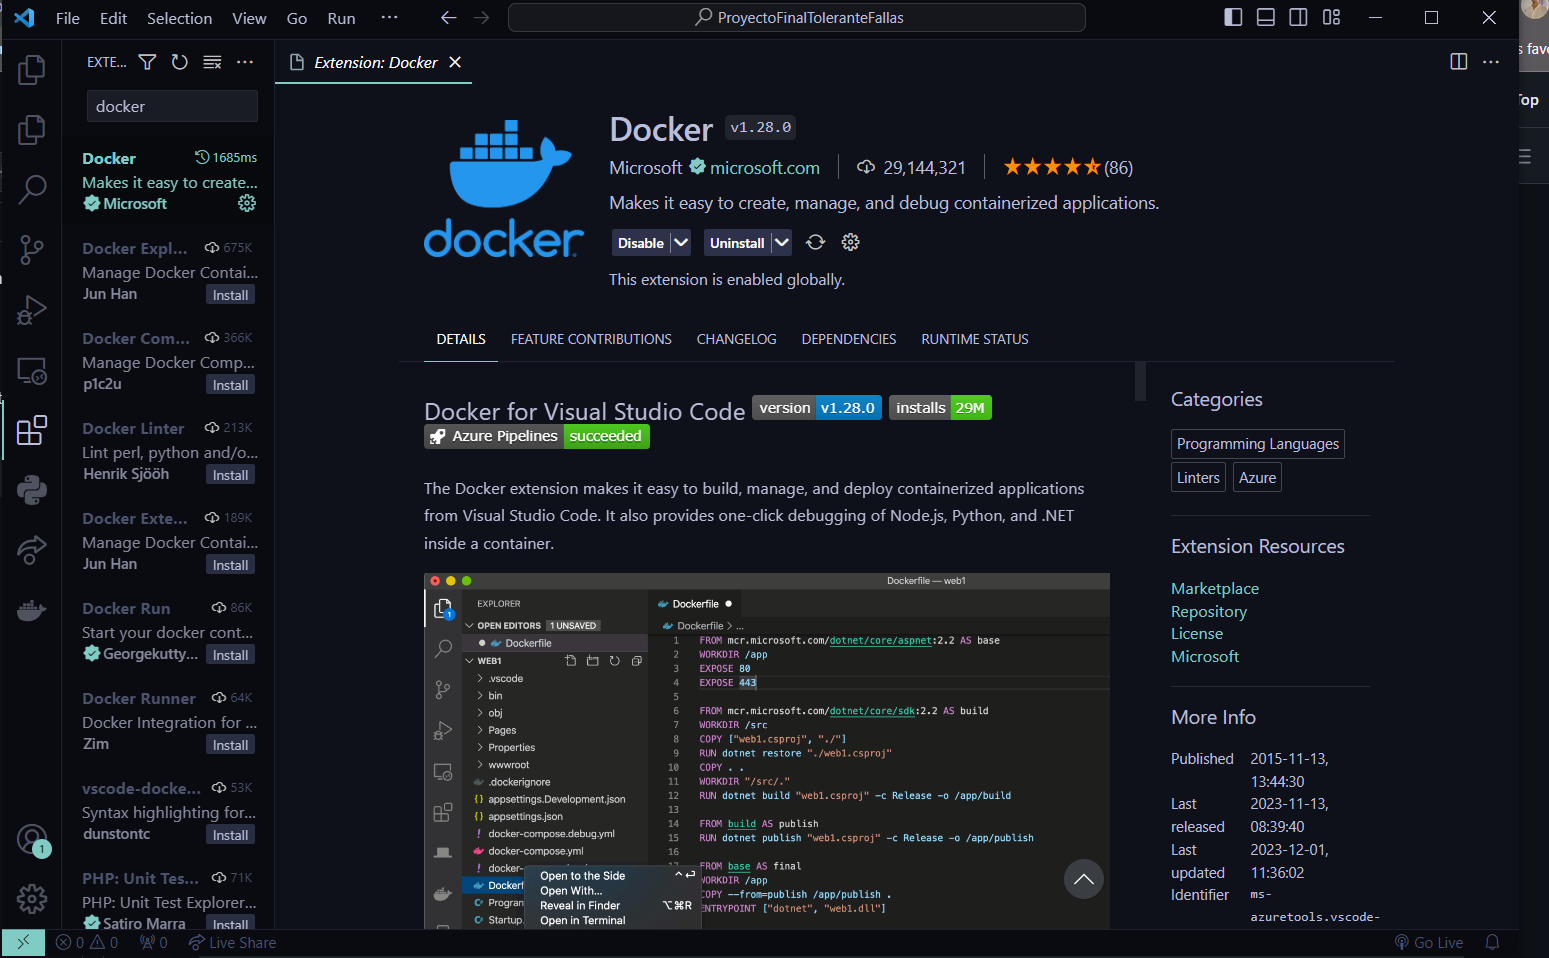 File Edit Selection View Go Run ···
ProyectoFinalToleranteFallas
s favo
Top
EXTE...
docker
Docker 1685ms
Makes it easy to create...
Microsoft
Docker Expl... 675K
Manage Docker Contai...
Jun Han Install
Docker Com... 366K
Manage Docker Comp...
p1c2u Install
Docker Linter 213K
Lint perl, python and/o...
Henrik Sjööh Install
Docker Exte... 189K
Manage Docker Contai...
Jun Han Install
Docker Run 86K
Start your docker cont...
Georgekutty... Install
Docker Runner 64K
Docker Integration for ...
Zim Install
vscode-docke... 53K
Syntax highlighting for...
dunstontc Install
PHP: Unit Tes... 71K
PHP: Unit Test Explorer...
Satiro Marra Install
1
Extension: Docker
docker
Docker v1.28.0
Microsoft microsoft.com 29,144,321 (86)
Makes it easy to create, manage, and debug containerized applications.
Disable Uninstall
This extension is enabled globally.
DETAILS FEATURE CONTRIBUTIONS CHANGELOG DEPENDENCIES RUNTIME STATUS
Docker for Visual Studio Code version v1.28.0 installs 29M
Azure Pipelines succeeded
The Docker extension makes it easy to build, manage, and deploy containerized applications
from Visual Studio Code. It also provides one-click debugging of Node.js, Python, and .NET
inside a container.
Dockerfile — web1
EXPLORER
OPEN EDITORS 1 UNSAVED
Dockerfile
WEB1
.vscode
bin
obj
Pages
Properties
wwwroot
.dockerignore
appsettings.Development.json
appsettings.json
docker-compose.debug.yml
docker-compose.yml
docker-
Dockerf
Program
Startup.
1
Dockerfile
Dockerfile > ...
1 FROM mcr.microsoft.com/dotnet/core/aspnet:2.2 AS base
2 WORKDIR /app
3 EXPOSE 80
4 EXPOSE 443
5
6 FROM mcr.microsoft.com/dotnet/core/sdk:2.2 AS build
7 WORKDIR /src
8 COPY ["web1.csproj", "./"]
9 RUN dotnet restore "./web1.csproj"
10 COPY . .
11 WORKDIR "/src/."
12 RUN dotnet build "web1.csproj" -c Release -o /app/build
13
14 FROM build AS publish
15 RUN dotnet publish "web1.csproj" -c Release -o /app/publish
16
17 FROM base AS final
WORKDIR /app
COPY --from=publish /app/publish .
ENTRYPOINT ["dotnet", "web1.dll"]
Open to the Side ^⏎
Open With...
Reveal in Finder ⌥⌘R
Open in Terminal
Categories
Programming Languages
Linters Azure
Extension Resources
Marketplace
Repository
License
Microsoft
More Info
Published 2015-11-13,
13:44:30
Last 2023-11-13,
released 08:39:40
Last 2023-12-01,
updated 11:36:02
Identifier ms-
azuretools.vscode-
0 0 0 Live Share
Go Live